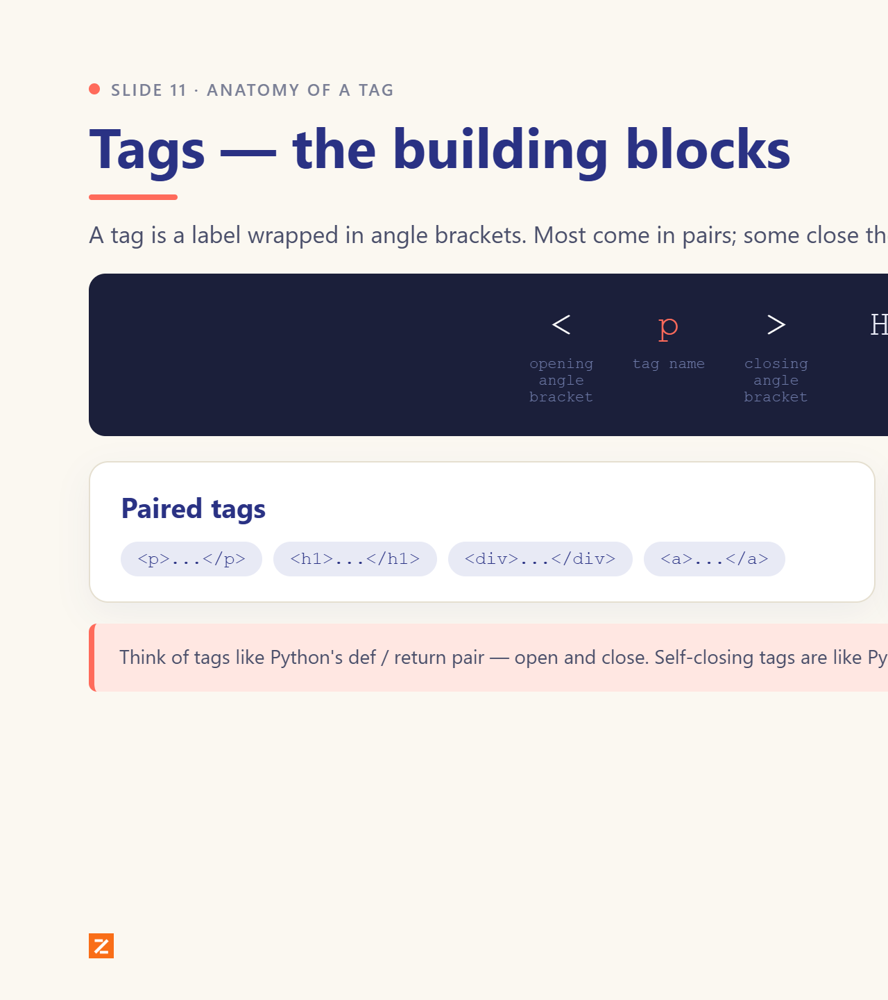 SLIDE 11 · ANATOMY OF A TAG
Tags — the building blocks
A tag is a label wrapped in angle brackets. Most come in pairs; some close th
< p > H
opening angle bracket
tag name
closing angle bracket
Paired tags
<p>...</p> <h1>...</h1> <div>...</div> <a>...</a>
Think of tags like Python's def / return pair — open and close. Self-closing tags are like Py